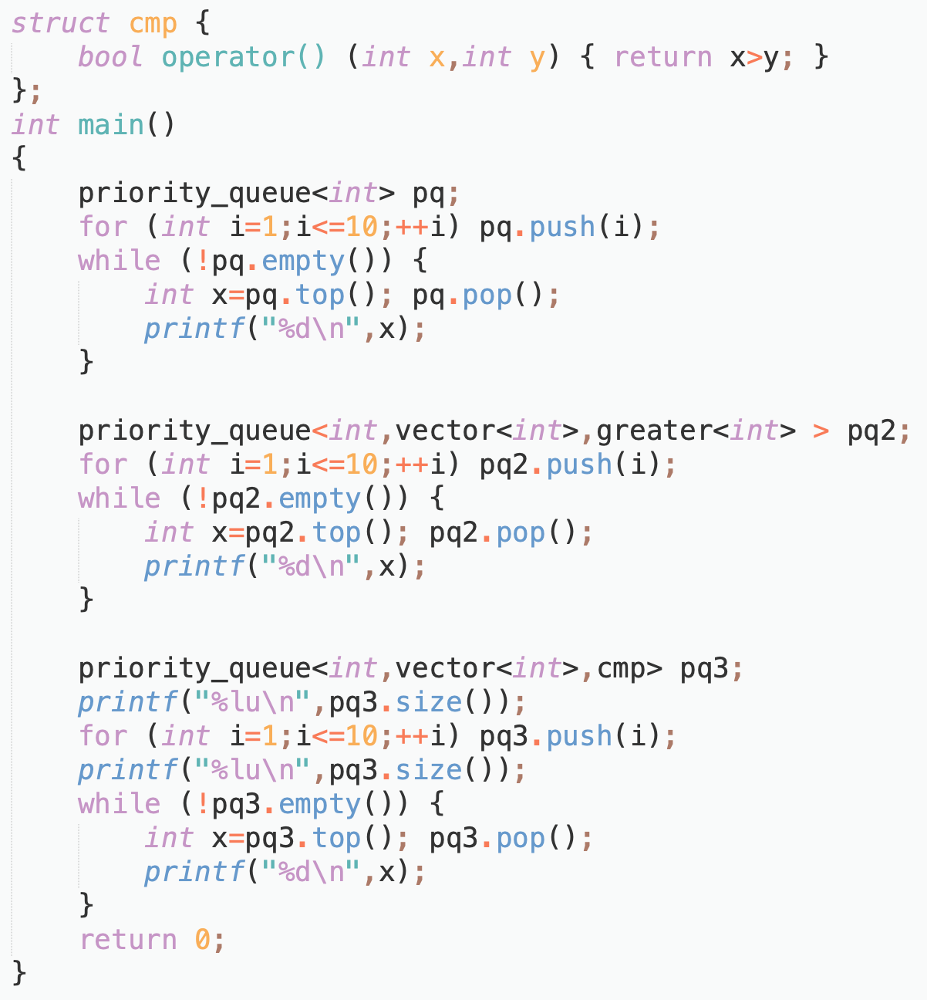 struct cmp {
    bool operator() (int x,int y) { return x>y; }
};
int main()
{
    priority_queue<int> pq;
    for (int i=1;i<=10;++i) pq.push(i);
    while (!pq.empty()) {
        int x=pq.top(); pq.pop();
        printf("%d\n",x);
    }

    priority_queue<int,vector<int>,greater<int> > pq2;
    for (int i=1;i<=10;++i) pq2.push(i);
    while (!pq2.empty()) {
        int x=pq2.top(); pq2.pop();
        printf("%d\n",x);
    }

    priority_queue<int,vector<int>,cmp> pq3;
    printf("%lu\n",pq3.size());
    for (int i=1;i<=10;++i) pq3.push(i);
    printf("%lu\n",pq3.size());
    while (!pq3.empty()) {
        int x=pq3.top(); pq3.pop();
        printf("%d\n",x);
    }
    return 0;
}